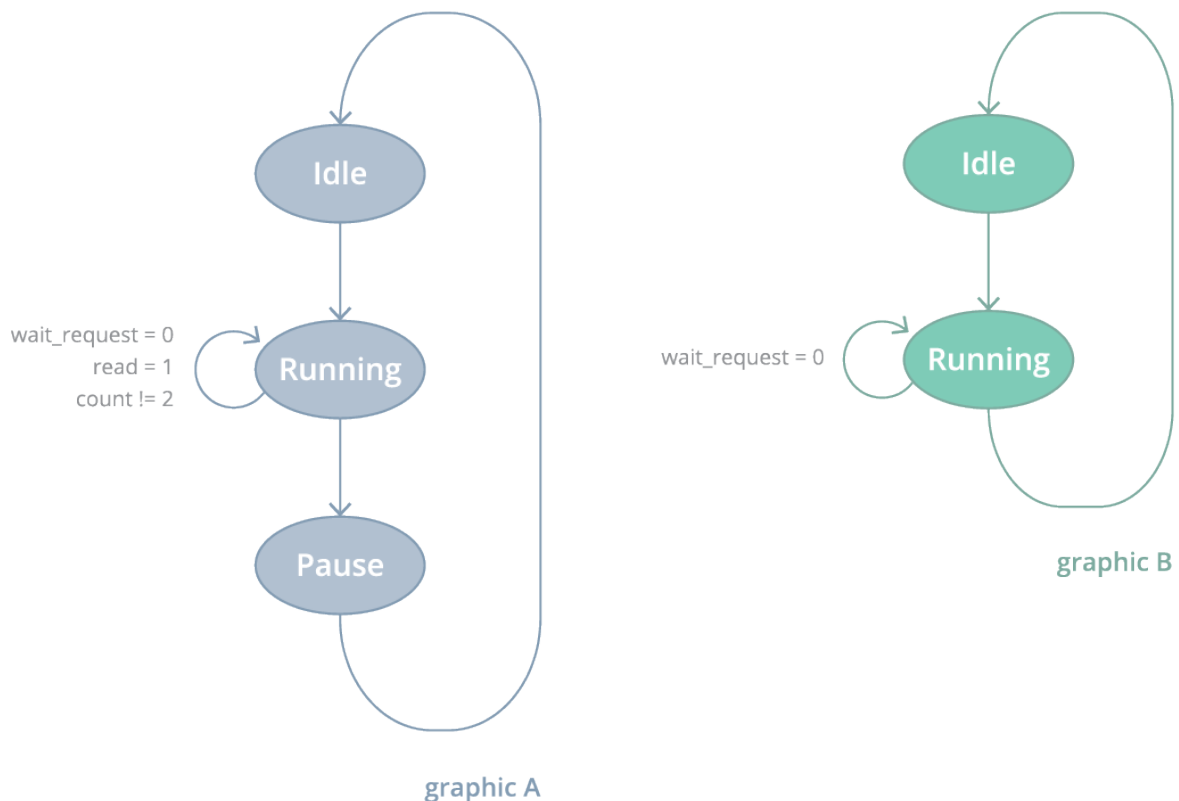 Idle
wait_request = 0
read = 1
count != 2
Running
Pause
graphic A
Idle
wait_request = 0
Running
graphic B